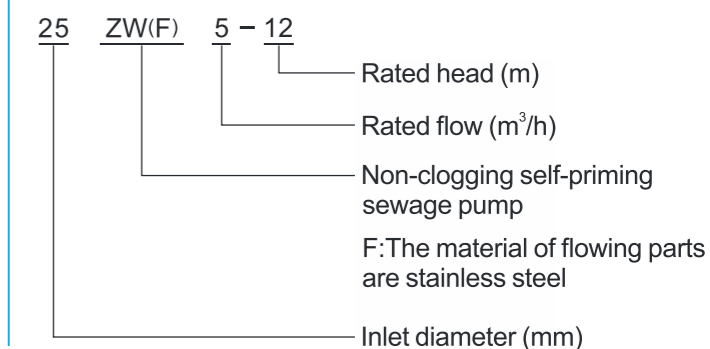 25 ZW(F) 5 – 12
Rated head (m)
Rated flow (m³/h)
Non-clogging self-priming
sewage pump
F:The material of flowing parts
are stainless steel
Inlet diameter (mm)